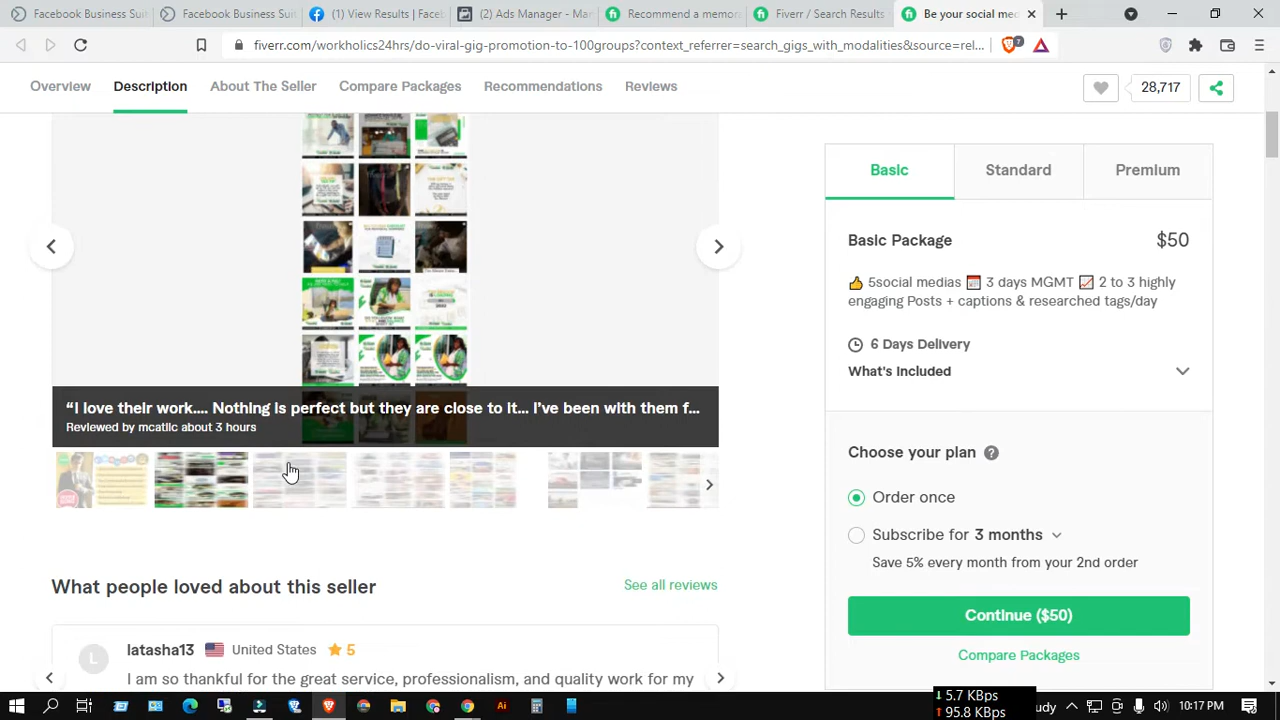 Facebook Business Sui
Facebook Business Sui
(1) View | Face
(2) Ads Manager - Ma
Recommend a mob
Fiverr / Search Results
Be your social med
fiverr.com/workholics24hrs/do-viral-gig-promotion-to-100groups?context_referrer=search_gigs_with_modalities&source=rel...
7
Overview
Description
About The Seller
Compare Packages
Recommendations
Reviews
28,717
Basic
Standard
Premium
Basic Package
$50
5social medias 3 days MGMT 2 to 3 highly
engaging Posts + captions & researched tags/day
6 Days Delivery
What's Included
"I love their work.... Nothing is perfect but they are close to it... I've been with them f...
Reviewed by mcatllc about 3 hours
Choose your plan ?
Order once
Subscribe for 3 months
Save 5% every month from your 2nd order
Continue ($50)
Compare Packages
What people loved about this seller
See all reviews
L
latasha13
United States
5
I am so thankful for the great service, professionalism, and quality work for my
↓ 5.7 KBps
↑ 95.8 KBps
udy
10:17 PM